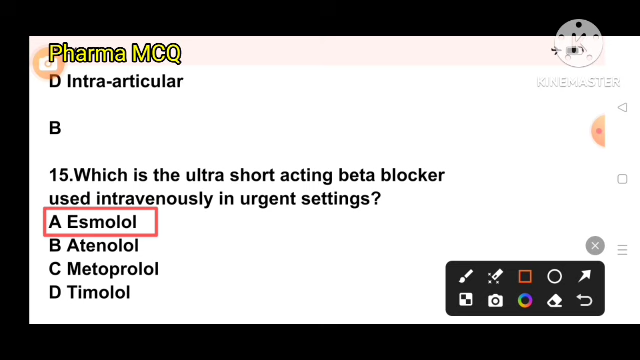 Pharma MCQ
KINEMASTER
D Intra-articular
B
15.Which is the ultra short acting beta blocker
used intravenously in urgent settings?
A Esmolol
B Atenolol
C Metoprolol
D Timolol